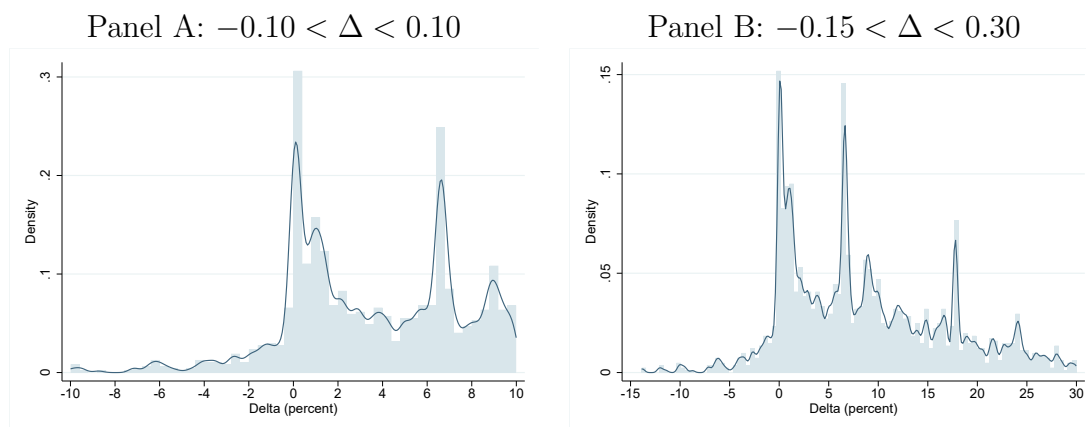 Panel A: −0.10 < Δ < 0.10
.3
.2
.1
0
Density
-10 -8 -6 -4 -2 0 2 4 6 8 10
Delta (percent)
Panel B: −0.15 < Δ < 0.30
.15
.1
.05
0
Density
-15 -10 -5 0 5 10 15 20 25 30
Delta (percent)